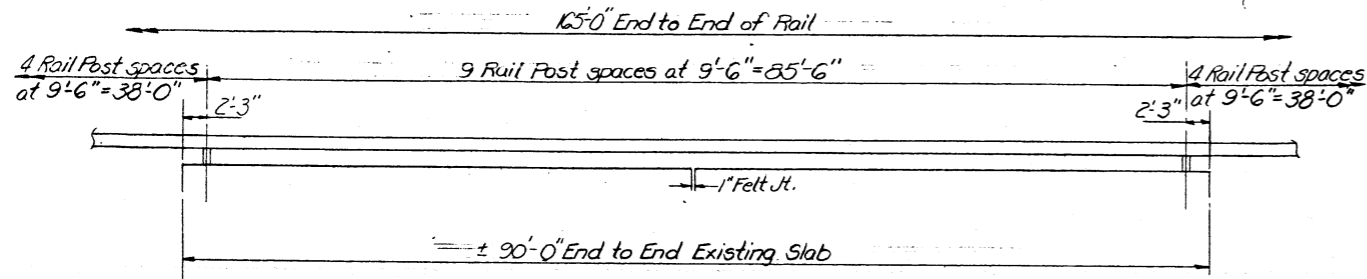 165'-0" End to End of Rail
4 Rail Post spaces
at 9'-6"=38'-0"
9 Rail Post spaces at 9'-6"=85'-6"
4 Rail Post spaces
at 9'-6"=38'-0"
2'-3"
2'-3"
1" Felt Jt.
± 90'-0" End to End Existing Slab